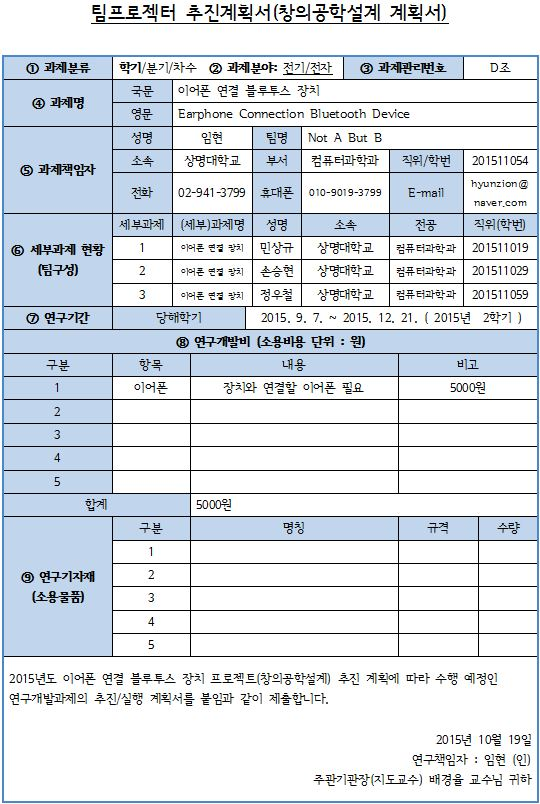 팀프로젝터 추진계획서(창의공학설계 계획서)
① 과제분류 학기/분기/차수 ② 과제분야: 전기/전자 ③ 과제관리번호 D조
④ 과제명 국문 이어폰 연결 블루투스 장치
영문 Earphone Connection Bluetooth Device
⑤ 과제책임자 성명 임현 팀명 Not A But B
소속 상명대학교 부서 컴퓨터과학과 직위/학번 201511054
전화 02-941-3799 휴대폰 010-9019-3799 E-mail hyunzion@
naver.com
⑥ 세부과제 현황
(팀구성)
세부과제 (세부)과제명 성명 소속 전공 직위(학번)
1 이어폰 연결 장치 민상규 상명대학교 컴퓨터과학과 201511019
2 이어폰 연결 장치 손승현 상명대학교 컴퓨터과학과 201511029
3 이어폰 연결 장치 정우철 상명대학교 컴퓨터과학과 201511059
⑦ 연구기간 당해학기 2015. 9. 7. ~ 2015. 12. 21. ( 2015년 2학기 )
⑧ 연구개발비 (소용비용 단위 : 원)
구분 항목 내용 비고
1 이어폰 장치와 연결할 이어폰 필요 5000원
2
3
4
5
합계 5000원
⑨ 연구기자재
(소용물품)
구분 명칭 규격 수량
1
2
3
4
5
2015년도 이어폰 연결 블루투스 장치 프로젝트(창의공학설계) 추진 계획에 따라 수행 예정인
연구개발과제의 추진/실행 계획서를 붙임과 같이 제출합니다.
2015년 10월 19일
연구책임자 : 임현 (인)
주관기관장(지도교수) 배경율 교수님 귀하